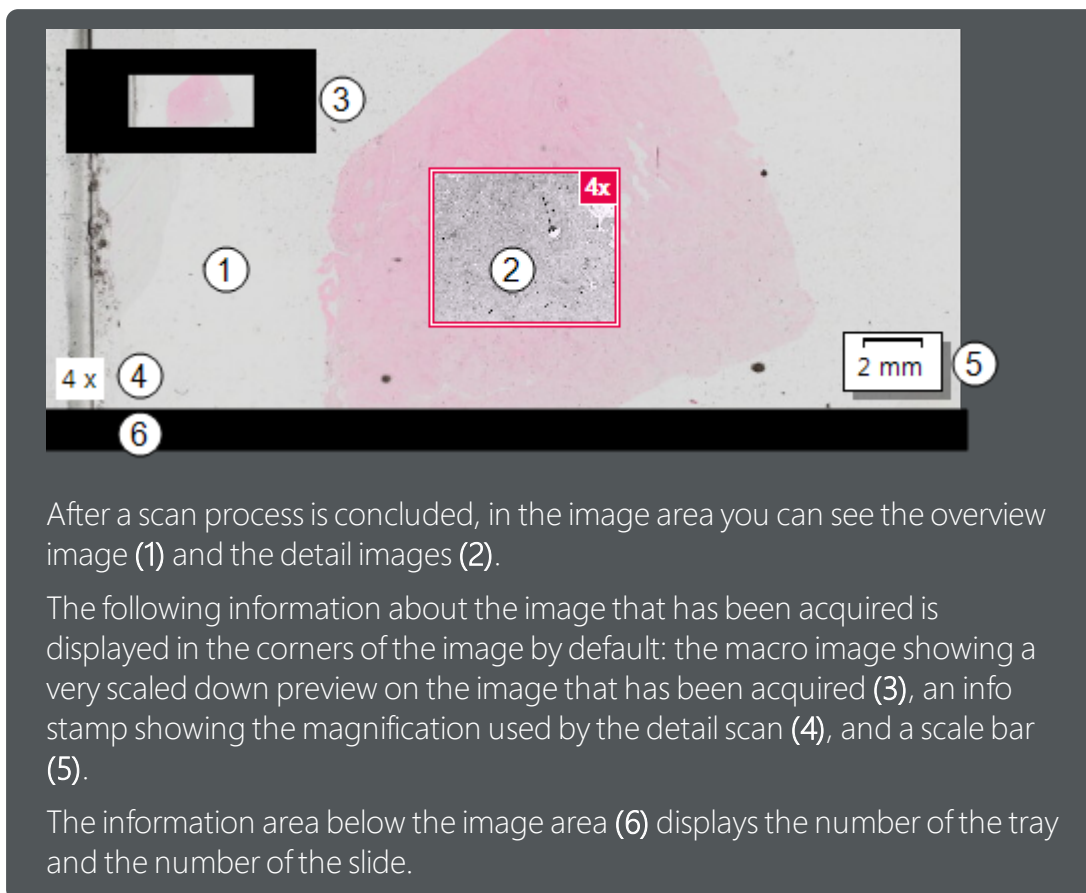 3
4x
1
2
4 x
4
2 mm
5
6
After a scan process is concluded, in the image area you can see the overview
image (1) and the detail images (2).
The following information about the image that has been acquired is
displayed in the corners of the image by default: the macro image showing a
very scaled down preview on the image that has been acquired (3), an info
stamp showing the magnification used by the detail scan (4), and a scale bar
(5).
The information area below the image area (6) displays the number of the tray
and the number of the slide.